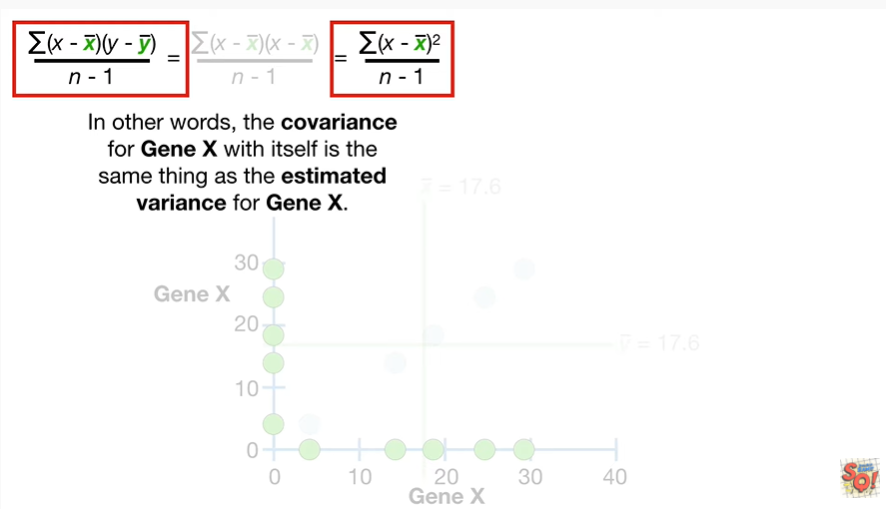 ∑(x - x̅)(y - y̅) = ∑(x - x̅)(x - x̅) = ∑(x - x̅)²
n - 1 n - 1 n - 1
In other words, the covariance
for Gene X with itself is the
same thing as the estimated
variance for Gene X.
x̅ = 17.6
30
Gene X
20
y̅ = 17.6
10
0
0 10 20 30 40
Gene X
SQ!